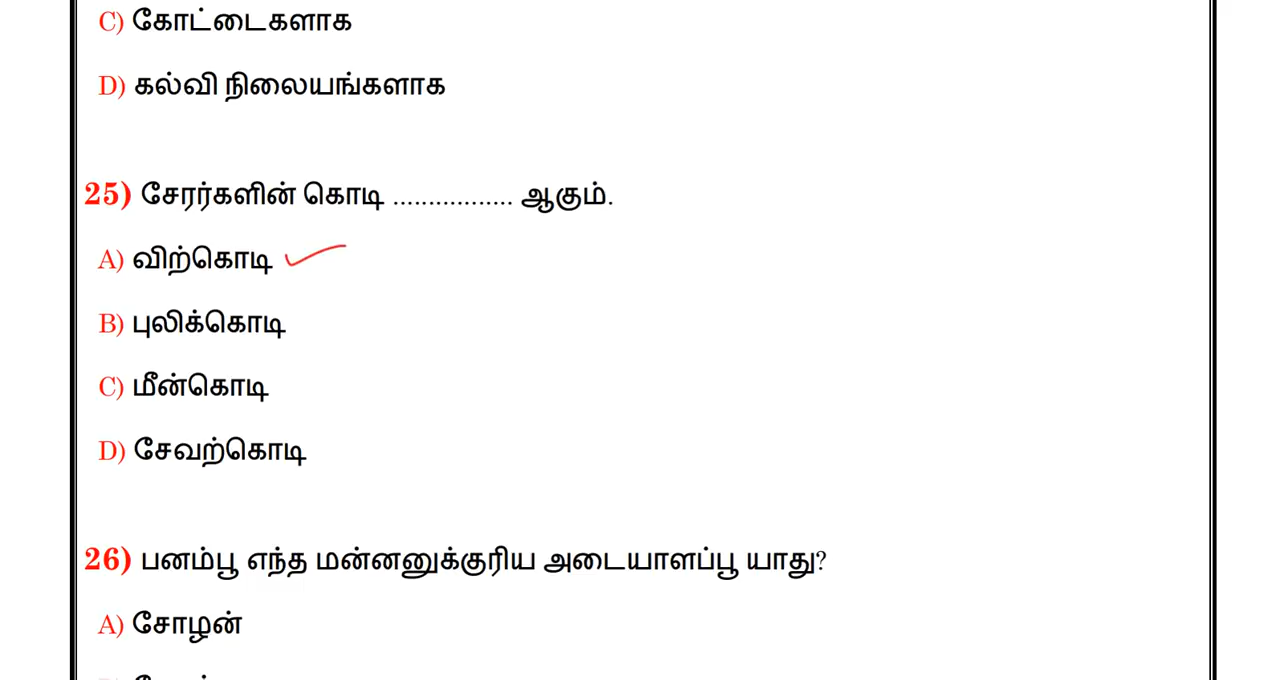 C) கோட்டைகளாக
D) கல்வி நிலையங்களாக
25) சேரர்களின் கொடி ................. ஆகும்.
A) விற்கொடி
B) புலிக்கொடி
C) மீன்கொடி
D) சேவற்கொடி
26) பனம்பூ எந்த மன்னனுக்குரிய அடையாளப்பூ யாது?
A) சோழன்